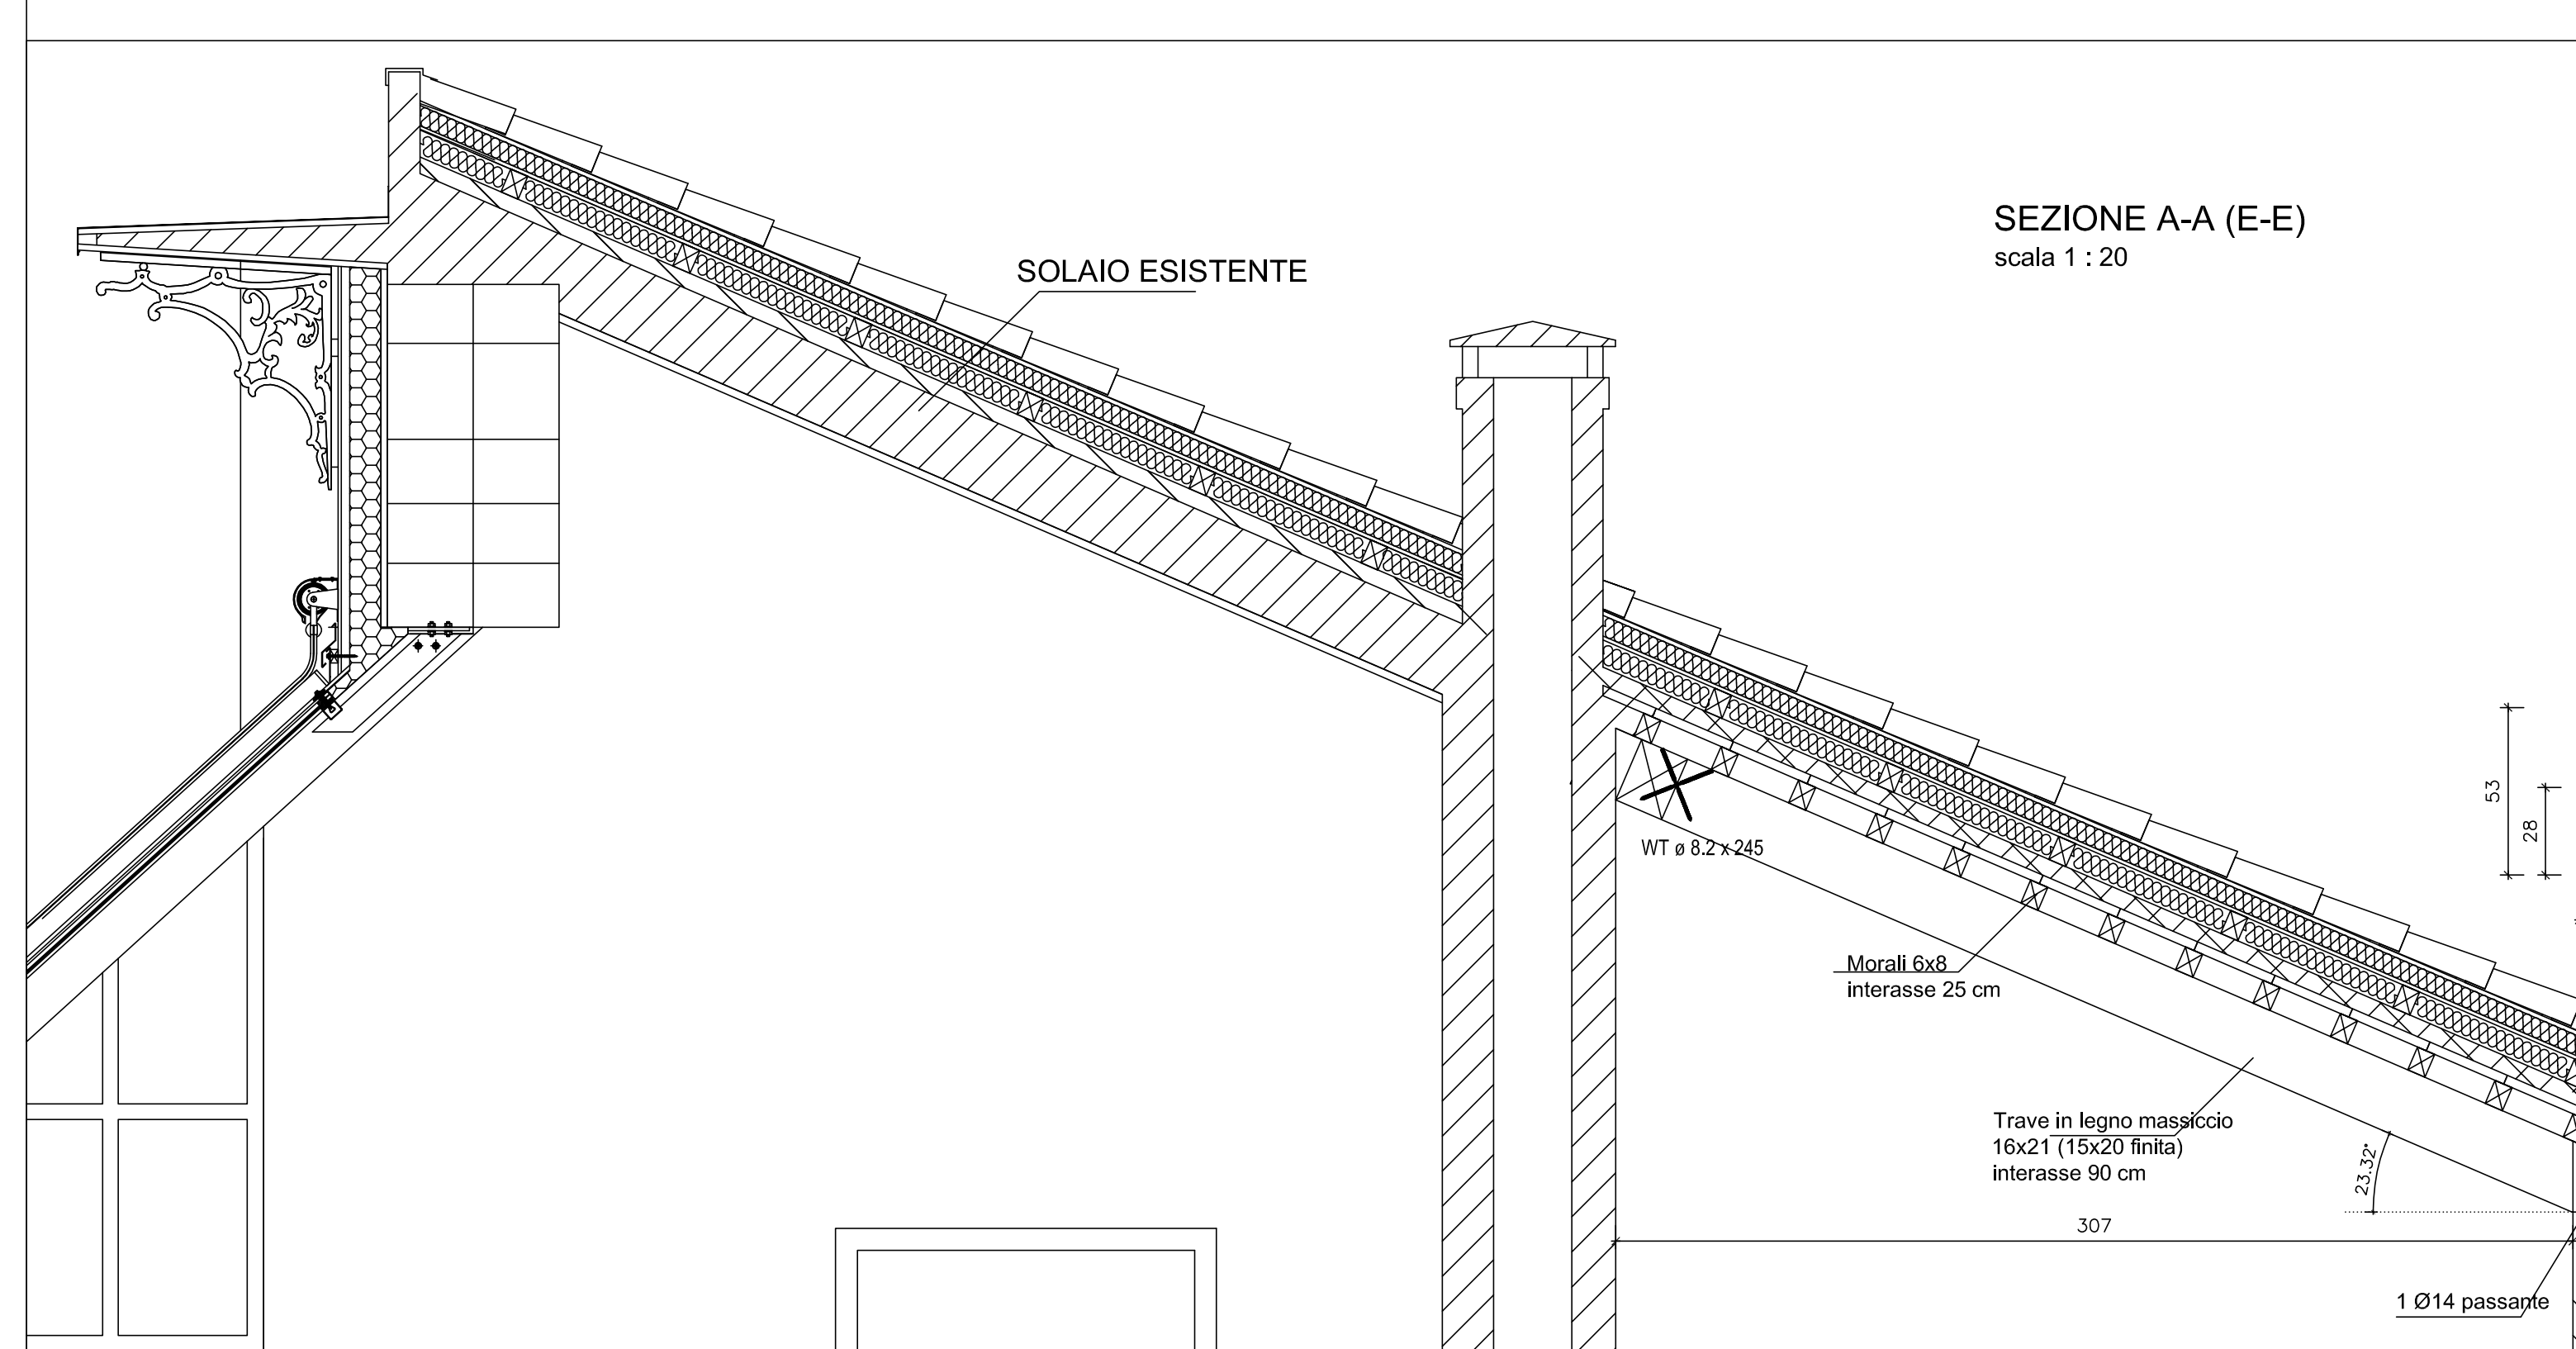 SEZIONE A-A (E-E)
scala 1 : 20
SOLAIO ESISTENTE
53
28
WT ø 8.2 x 245
Morali 6x8
interasse 25 cm
Trave in legno massiccio
16x21 (15x20 finita)
interasse 90 cm
23.32°
307
1 Ø14 passante